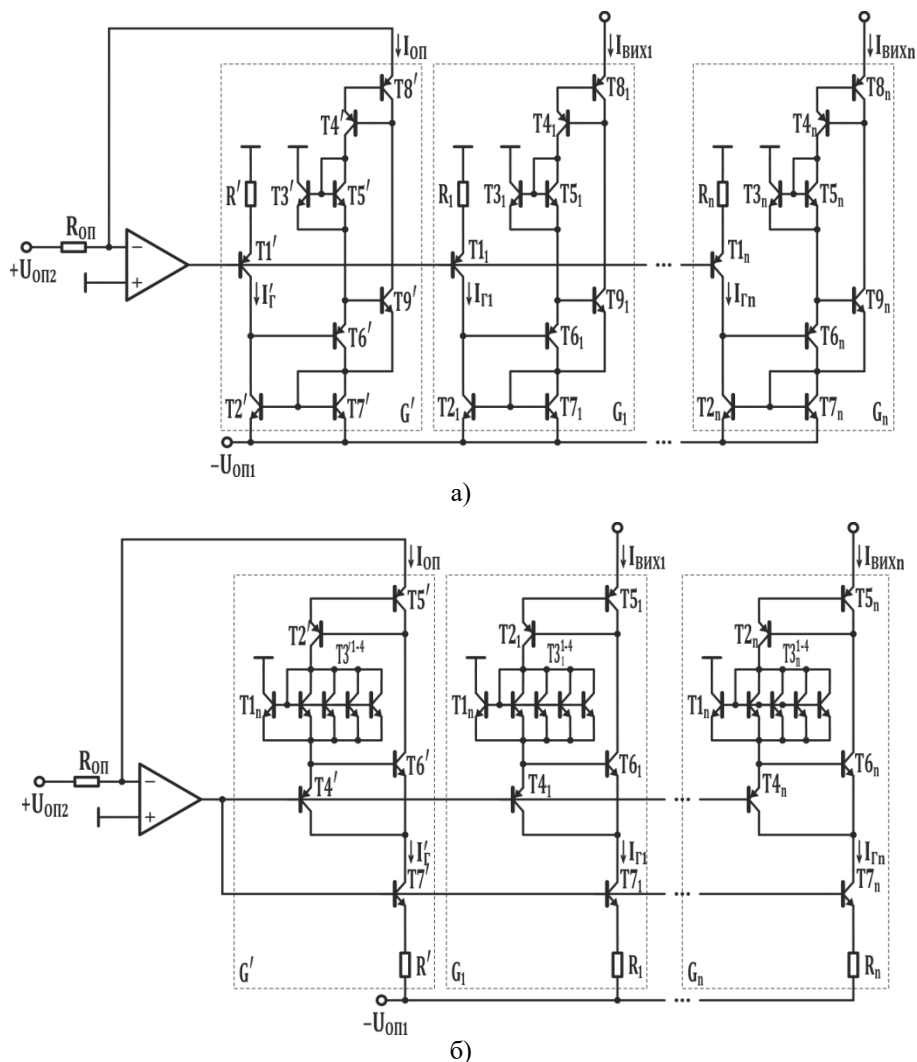 I_ОП
I_ВИХ1
I_ВИХn
T8′
T8₁
T8ₙ
T4′
T4₁
T4ₙ
R′
T3′
T5′
R₁
T3₁
T5₁
Rₙ
T3ₙ
T5ₙ
R_ОП
−
+
+U_ОП2
T1′
T1₁
...
T1ₙ
I′_Г
I_Г1
I_Гn
T9′
T9₁
T9ₙ
T6′
T6₁
T6ₙ
T2′
T7′
G′
T2₁
T7₁
G₁
T2ₙ
T7ₙ
Gₙ
−U_ОП1
...
а)
I_ОП
I_ВИХ1
I_ВИХn
T5′
T5₁
T5ₙ
T2′
T2₁
T2ₙ
T3′¹⁻⁴
T3₁¹⁻⁴
T3ₙ¹⁻⁴
T1ₙ
T1ₙ
T1ₙ
R_ОП
−
+
+U_ОП2
T6′
T6₁
T6ₙ
T4′
T4₁
...
T4ₙ
I′_Г
I_Г1
I_Гn
T7′
T7₁
...
T7ₙ
G′
R′
G₁
R₁
Gₙ
Rₙ
−U_ОП1
...
б)